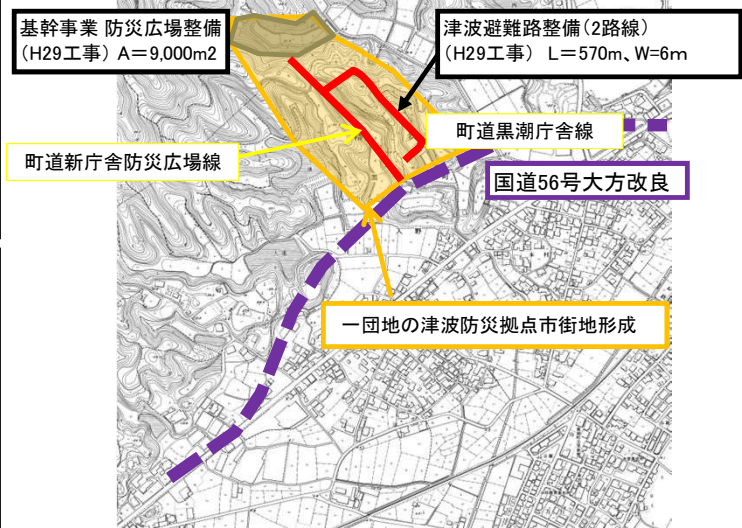 基幹事業 防災広場整備
(H29工事) A=9,000m2
津波避難路整備(2路線)
(H29工事) L=570m、W=6m
町道黒潮庁舎線
町道新庁舎防災広場線
国道56号大方改良
入野
一団地の津波防災拠点市街地形成